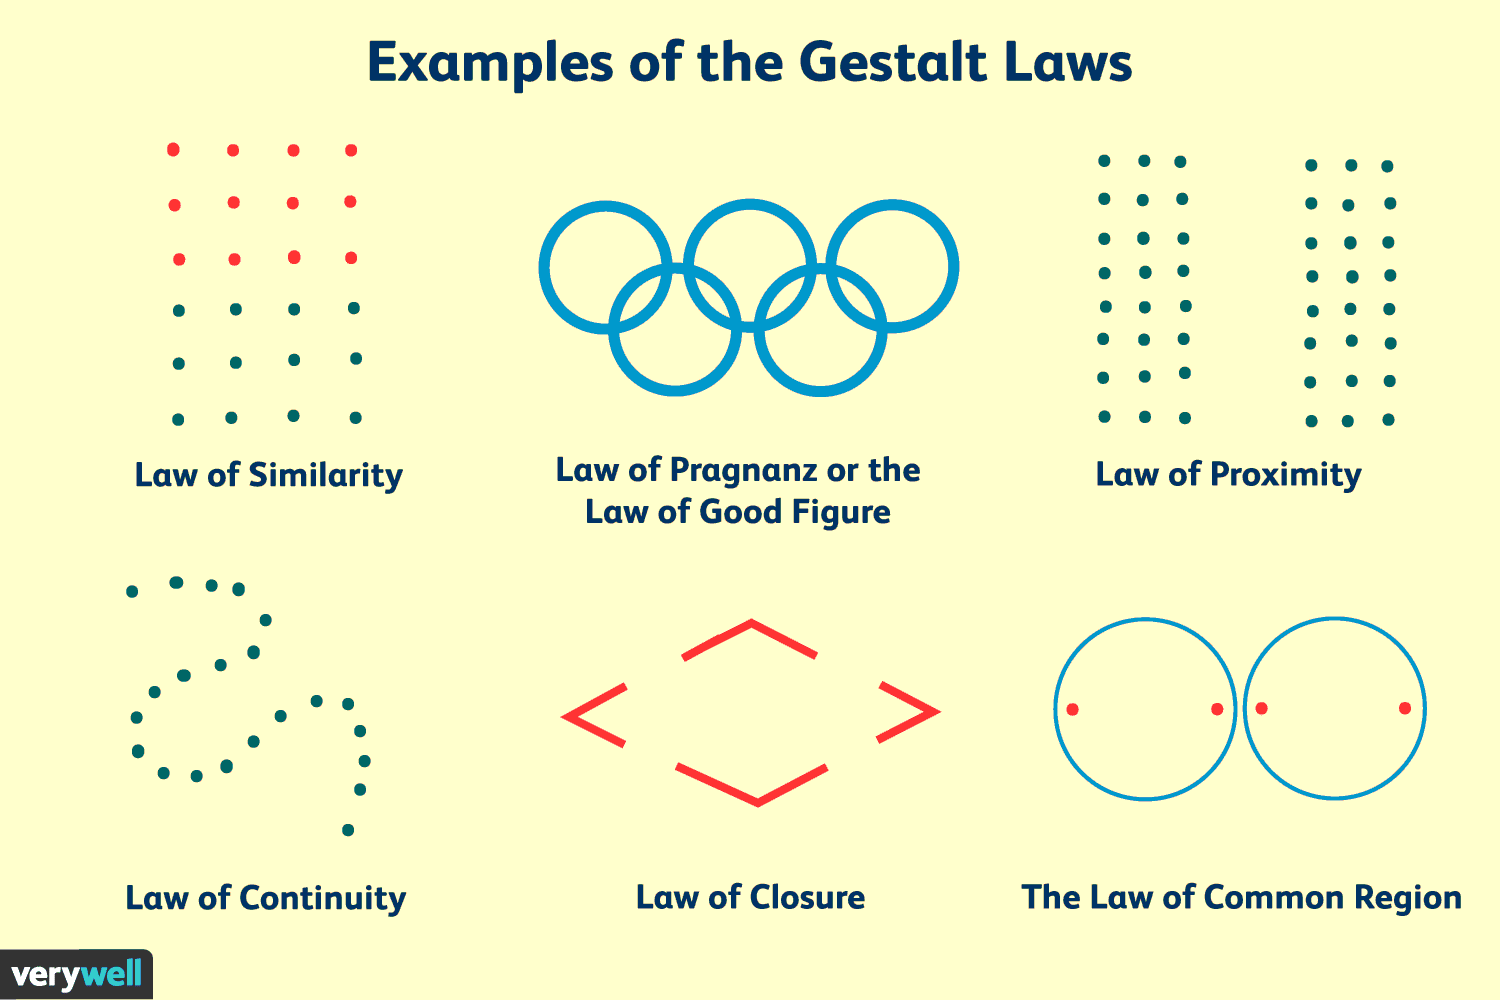 Examples of the Gestalt Laws
Law of Similarity
Law of Pragnanz or the
Law of Good Figure
Law of Proximity
Law of Continuity
Law of Closure
The Law of Common Region
verywell